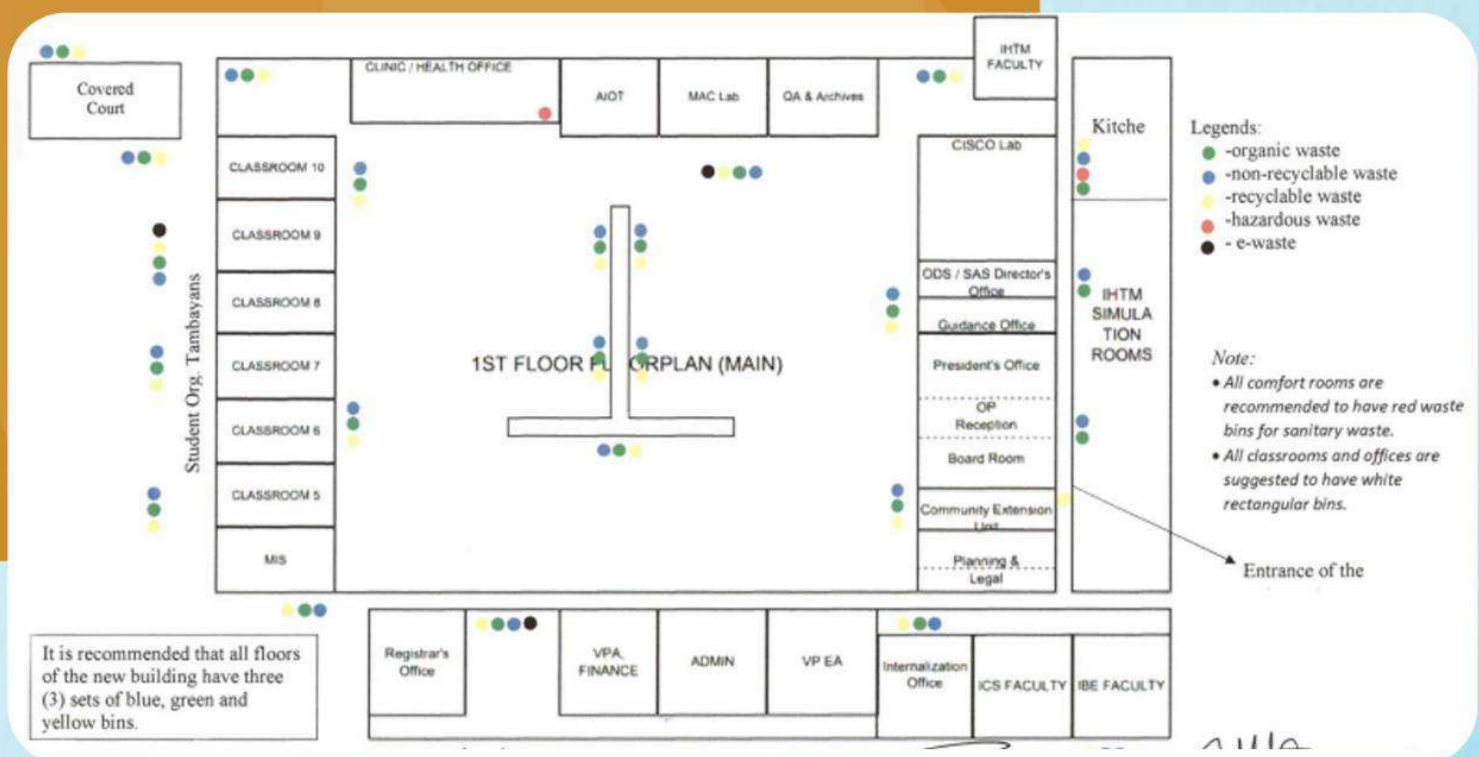 IHTM
FACULTY
Covered
Court
CLINIC / HEALTH OFFICE
AIOT
MAC Lab
QA & Archives
Kitche
CISCO Lab
Legends:
-organic waste
-non-recyclable waste
-recyclable waste
-hazardous waste
- e-waste
CLASSROOM 10
CLASSROOM 9
CLASSROOM 8
CLASSROOM 7
CLASSROOM 6
CLASSROOM 5
MIS
Student Org. Tambayans
1ST FLOOR FL ORPLAN (MAIN)
ODS / SAS Director's
Office
Guidance Office
President's Office
OP
Reception
Board Room
Community Extension
Unit
Planning &
Legal
IHTM
SIMULA
TION
ROOMS
Note:
• All comfort rooms are
recommended to have red waste
bins for sanitary waste.
• All classrooms and offices are
suggested to have white
rectangular bins.
Entrance of the
It is recommended that all floors
of the new building have three
(3) sets of blue, green and
yellow bins.
Registrar's
Office
VPA,
FINANCE
ADMIN
VP EA
Internalization
Office
ICS FACULTY
IBE FACULTY